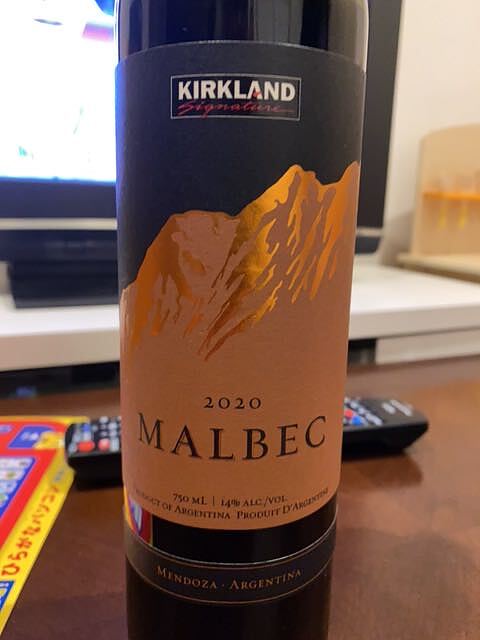 KIRKLAND
Signature
2020
MALBEC
750 mL | 14% ALC./VOL.
PRODUCT OF ARGENTINA PRODUIT D'ARGENTINE
MENDOZA · ARGENTINA